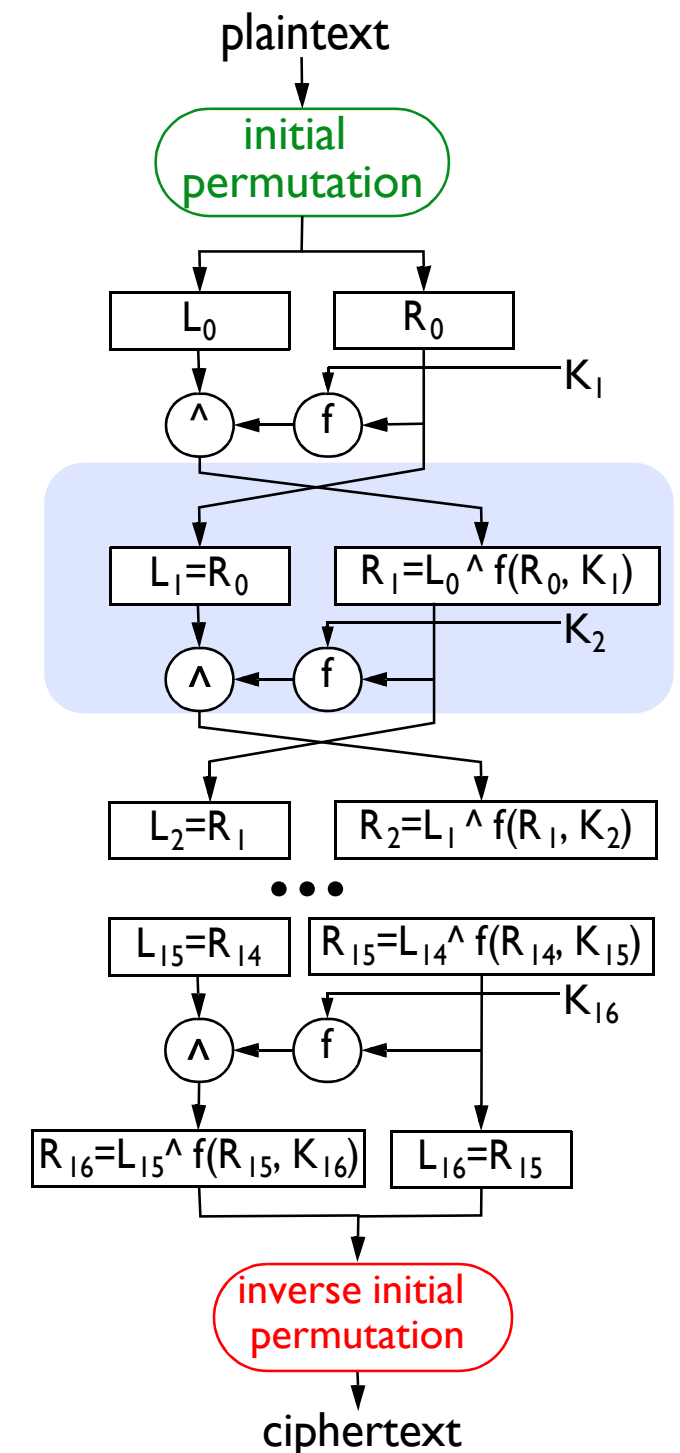 plaintext
initial
permutation
L₀ R₀
K₁
^ f
L₁=R₀ R₁=L₀ ^ f(R₀, K₁)
K₂
^ f
L₂=R₁ R₂=L₁ ^ f(R₁, K₂)
•••
L₁₅=R₁₄ R₁₅=L₁₄^ f(R₁₄, K₁₅)
K₁₆
^ f
R₁₆=L₁₅^ f(R₁₅, K₁₆) L₁₆=R₁₅
inverse initial
permutation
ciphertext